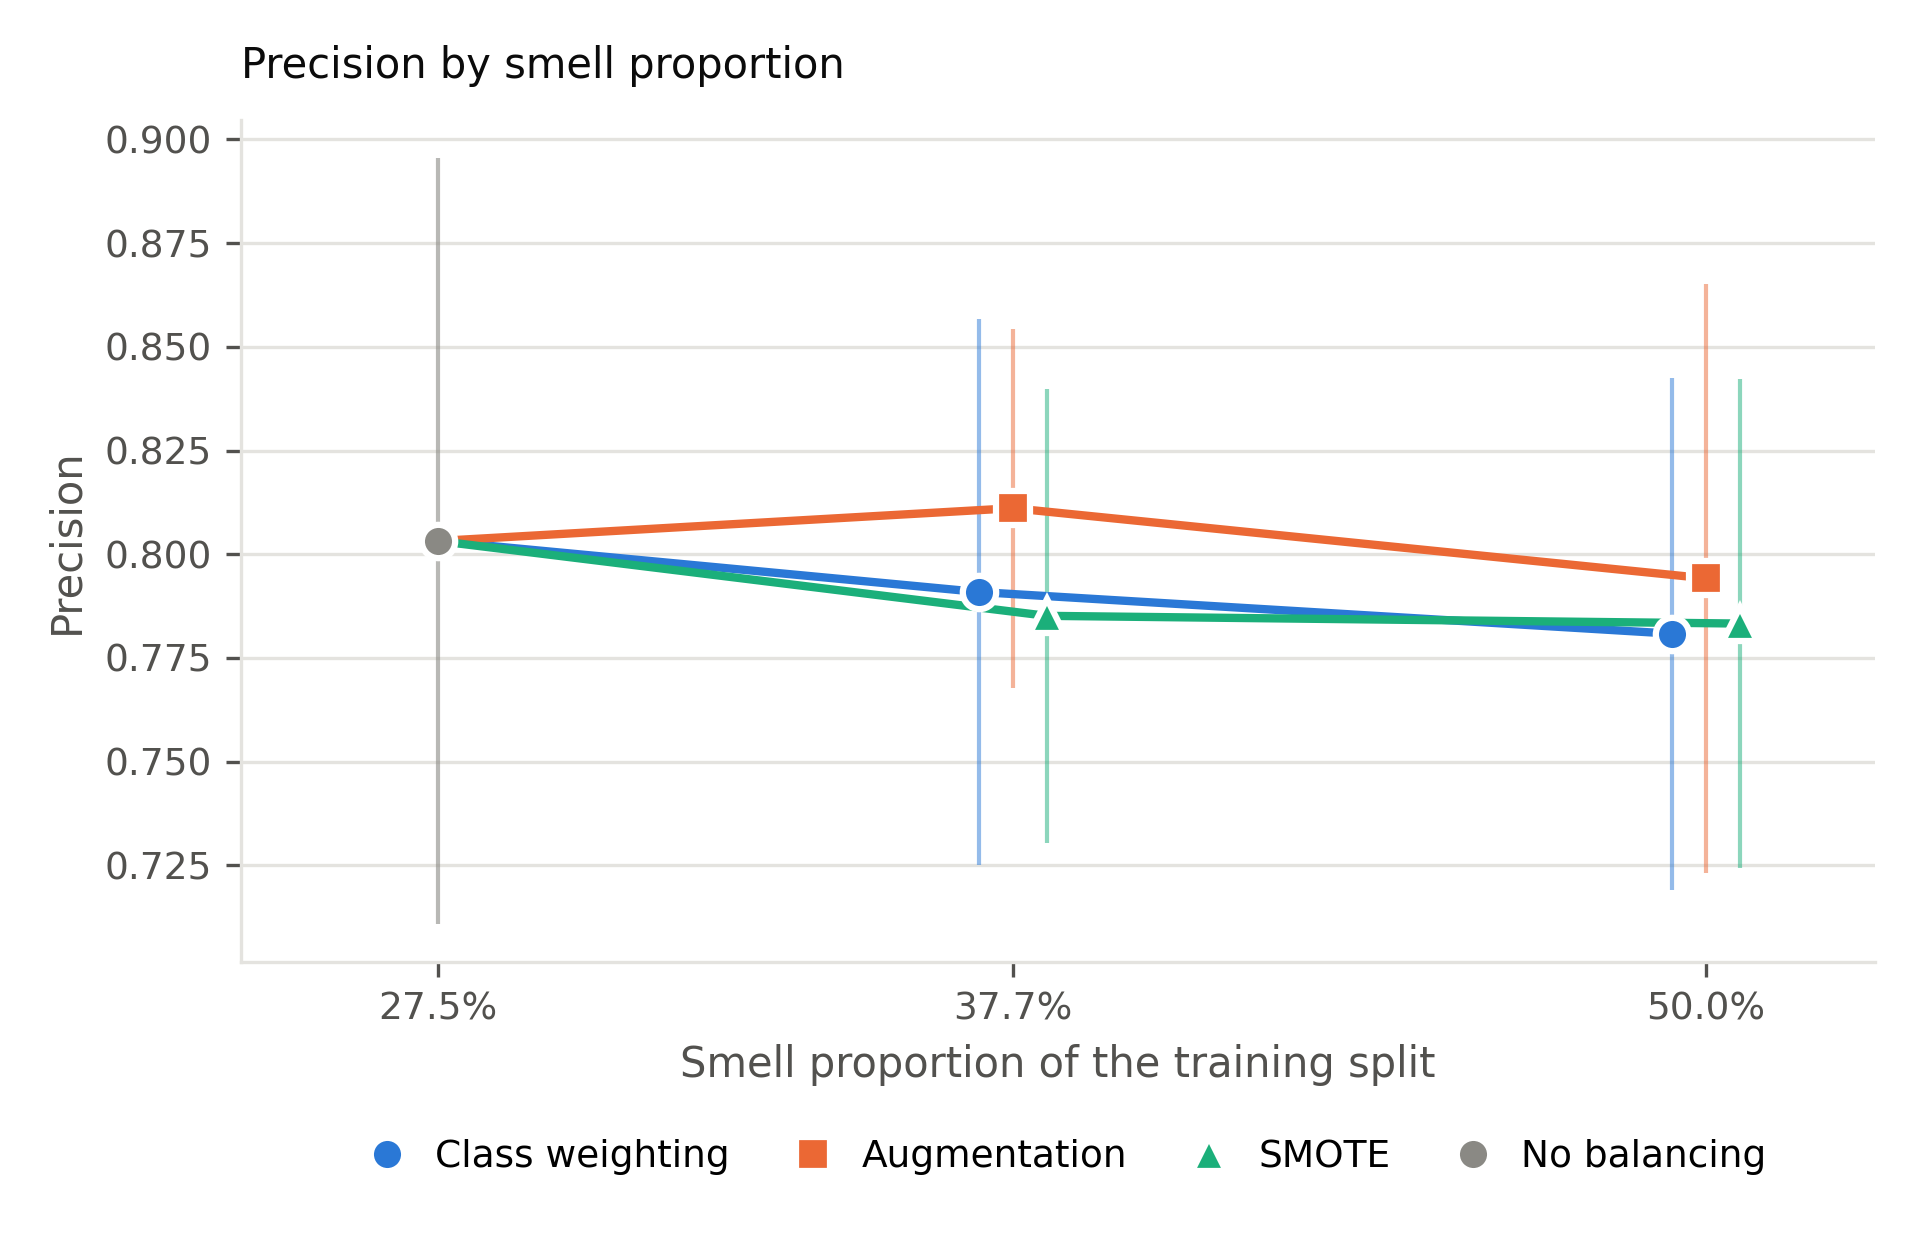 Precision by smell proportion
0.900
0.875
0.850
0.825
0.800
0.775
0.750
0.725
Precision
27.5% 37.7% 50.0%
Smell proportion of the training split
Class weighting Augmentation SMOTE No balancing